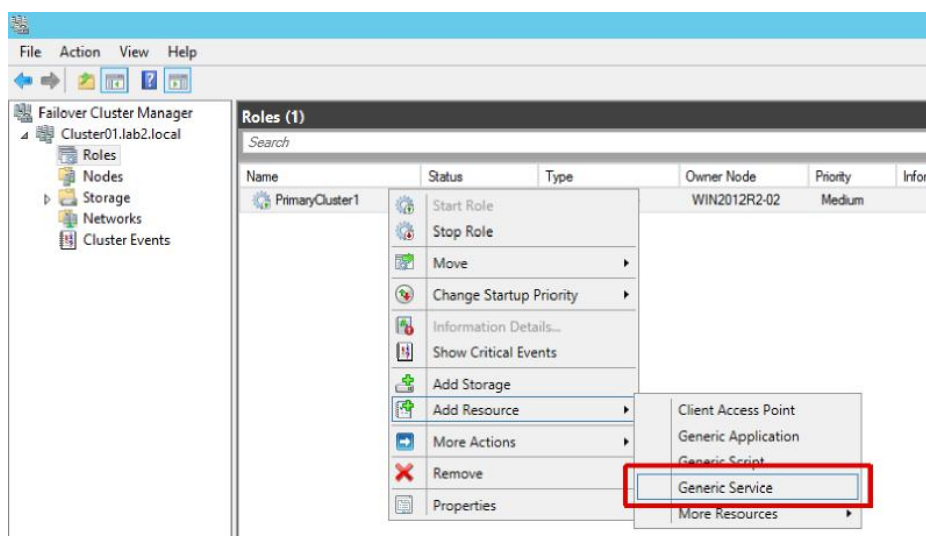 File Action View Help
Failover Cluster Manager
Cluster01.lab2.local
Roles
Nodes
Storage
Networks
Cluster Events
Roles (1)
Search
Name Status Type Owner Node Priority Infor
PrimaryCluster1 WIN2012R2-02 Medium
Start Role
Stop Role
Move
Change Startup Priority
Information Details...
Show Critical Events
Add Storage
Add Resource
More Actions
Remove
Properties
Client Access Point
Generic Application
Generic Script
Generic Service
More Resources